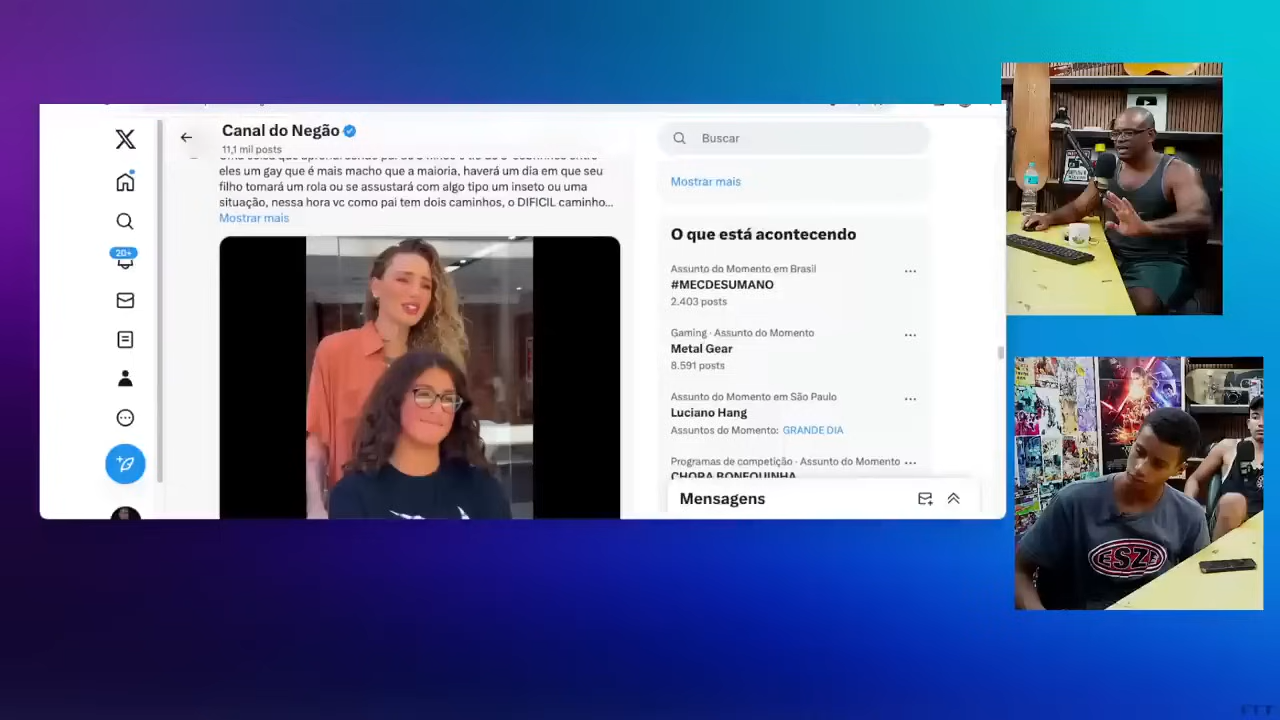 Canal do Negão
11,1 mil posts
eles um gay que é mais macho que a maioria, haverá um dia em que seu
filho tomará um rola ou se assustará com algo tipo um inseto ou uma
situação, nessa hora vc como pai tem dois caminhos, o DIFICIL caminho...
Mostrar mais
20+
Buscar
Mostrar mais
O que está acontecendo
Assunto do Momento em Brasil
#MECDESUMANO
2.403 posts
Gaming · Assunto do Momento
Metal Gear
8.591 posts
Assunto do Momento em São Paulo
Luciano Hang
Assuntos do Momento: GRANDE DIA
Programas de competição · Assunto do Momento
CHORA BONEQUINHA
Mensagens
ESZE